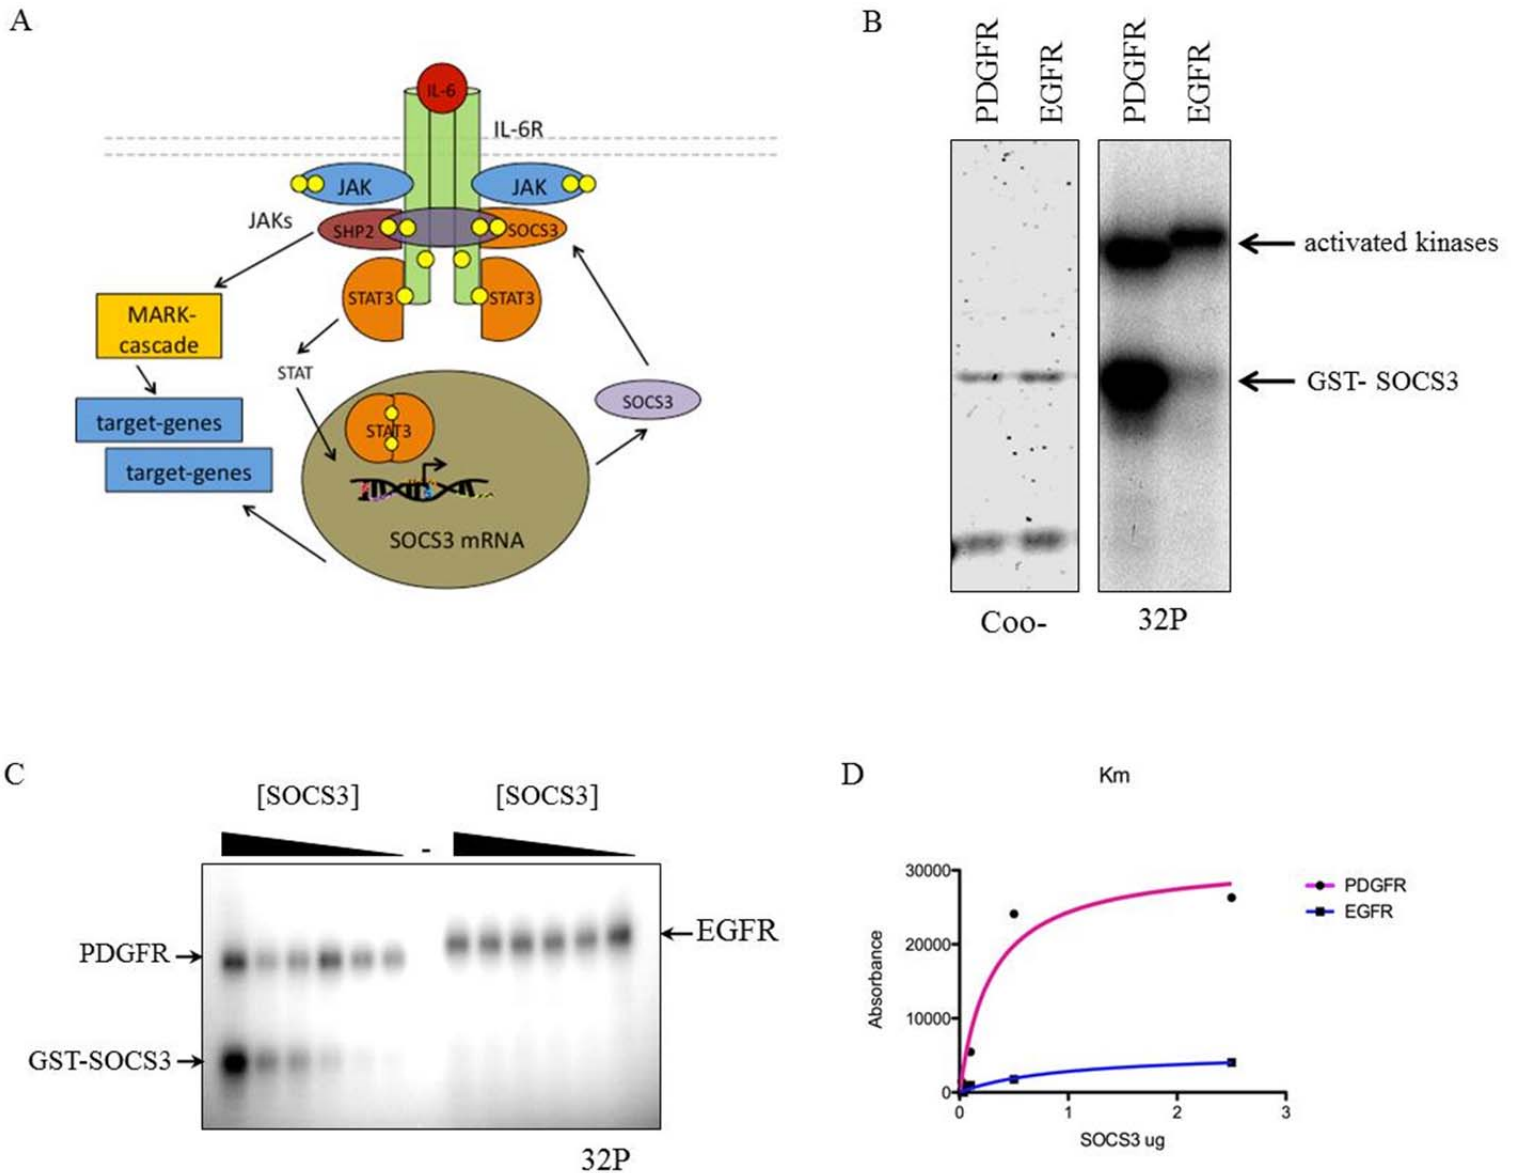 A
IL-6
IL-6R
JAK
JAK
JAKs
SHP2
SOCS3
STAT3
STAT3
MARK-
cascade
STAT
target-genes
target-genes
STAT3
SOCS3
SOCS3 mRNA
B
PDGFR
EGFR
PDGFR
EGFR
activated kinases
GST- SOCS3
Coo-
32P
C
[SOCS3]
[SOCS3]
-
PDGFR
EGFR
GST-SOCS3
32P
D
Km
Absorbance
30000
20000
10000
0
0
1
2
3
SOCS3 ug
PDGFR
EGFR